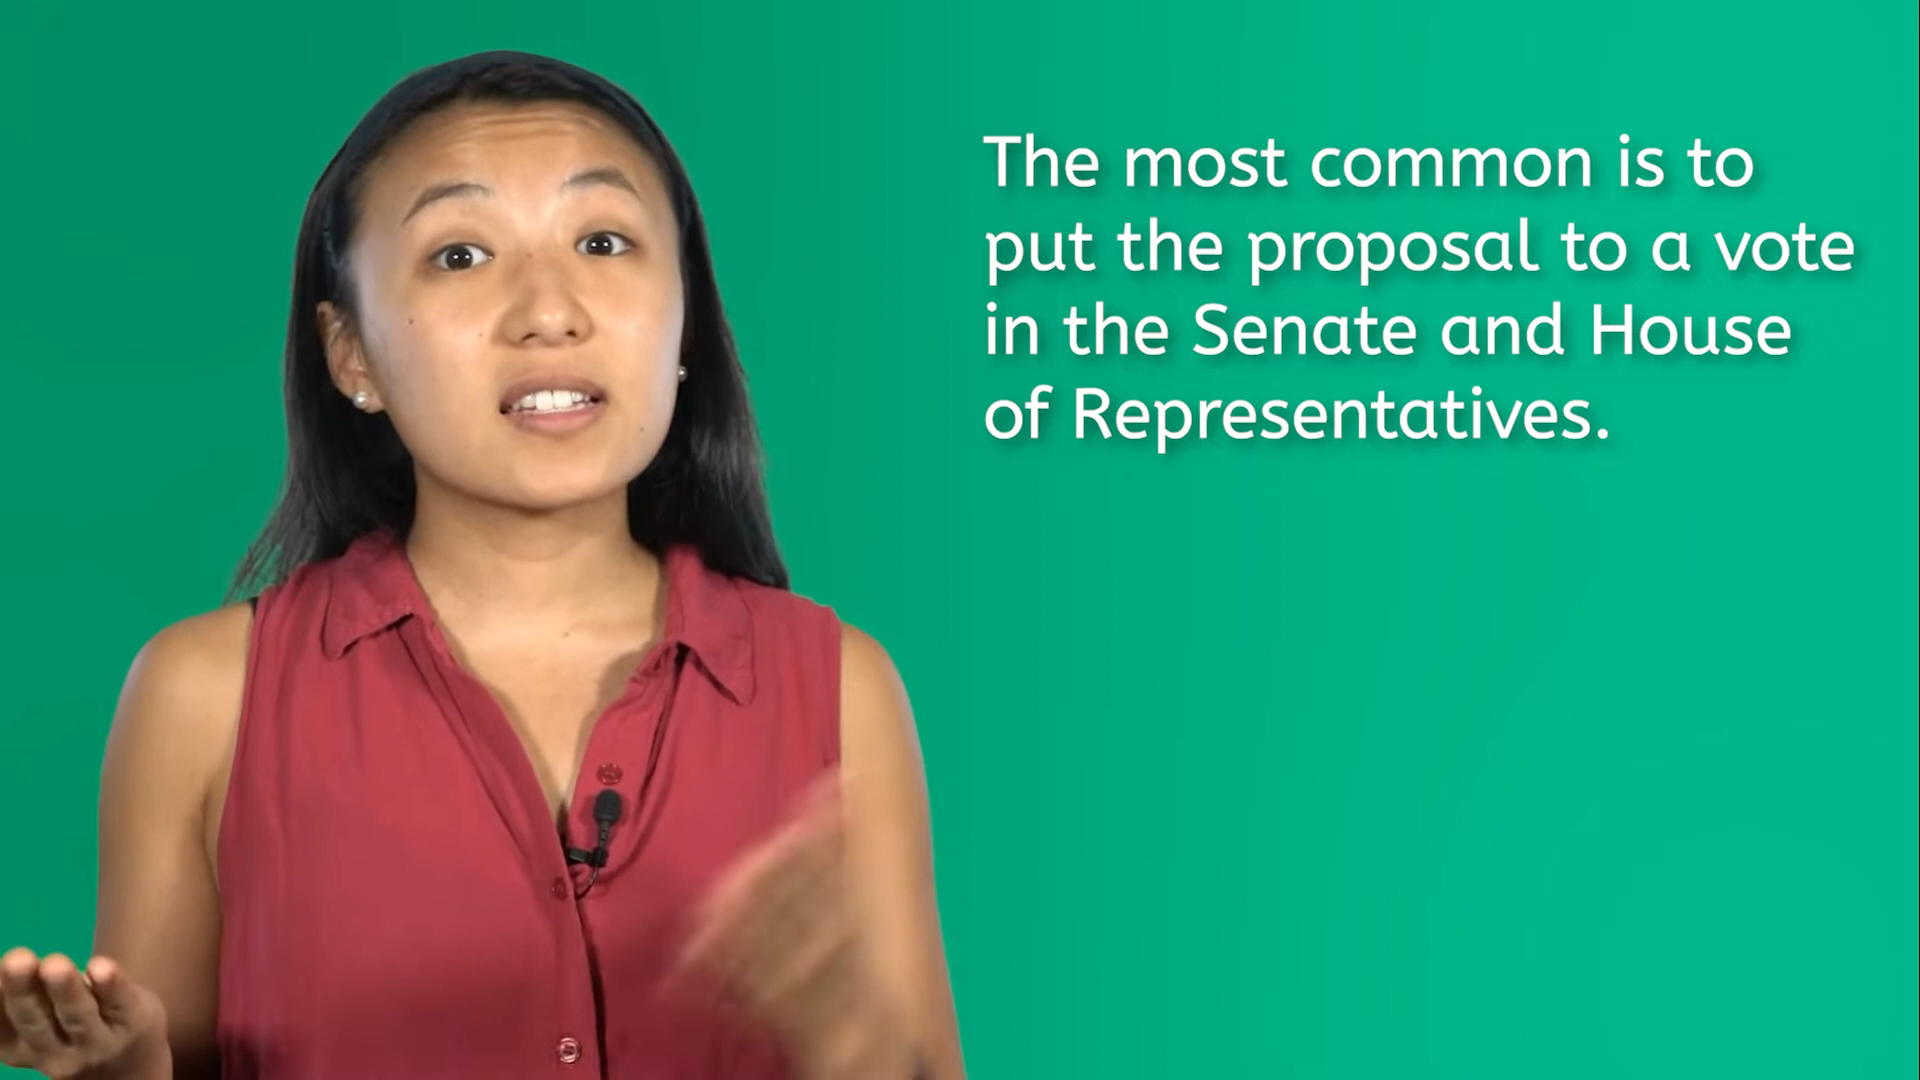 The most common is to
put the proposal to a vote
in the Senate and House
of Representatives.